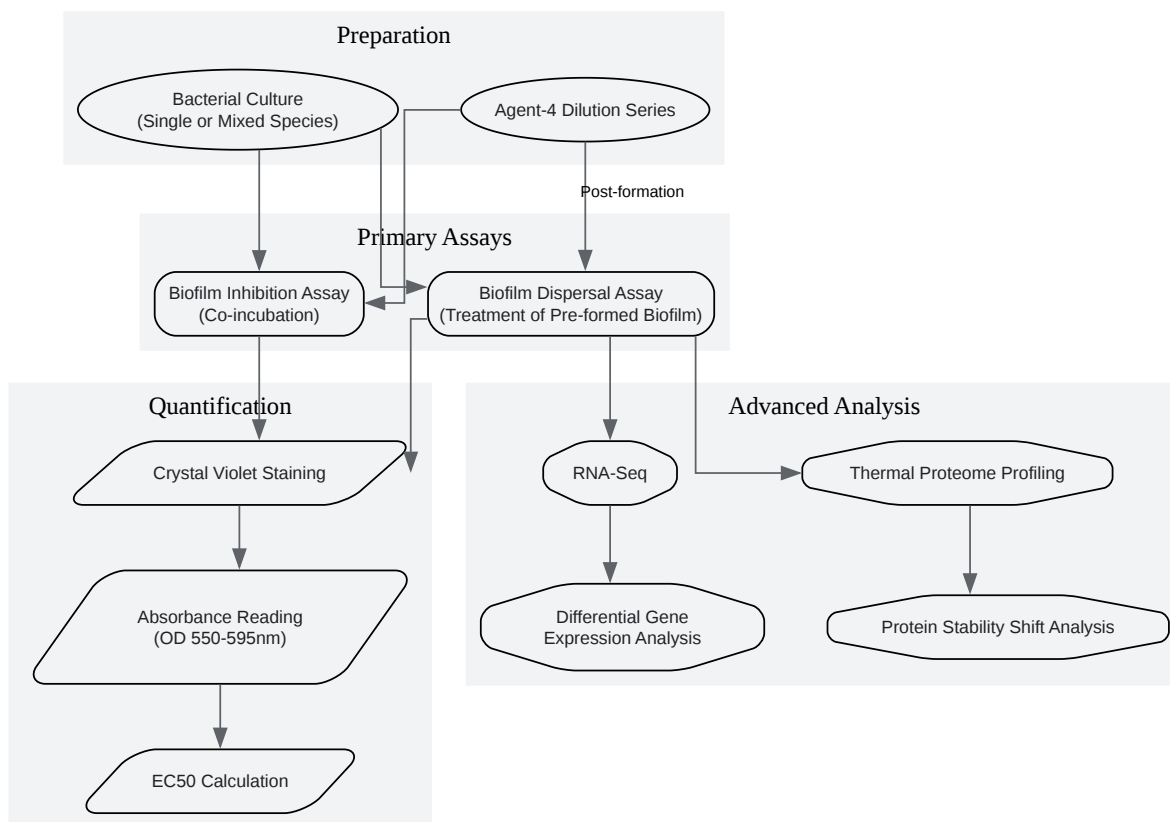 Preparation
Bacterial Culture
(Single or Mixed Species)
Agent-4 Dilution Series
Post-formation
Primary Assays
Biofilm Inhibition Assay
(Co-incubation)
Biofilm Dispersal Assay
(Treatment of Pre-formed Biofilm)
Quantification
Crystal Violet Staining
Absorbance Reading
(OD 550-595nm)
EC50 Calculation
Advanced Analysis
RNA-Seq
Thermal Proteome Profiling
Differential Gene
Expression Analysis
Protein Stability Shift Analysis